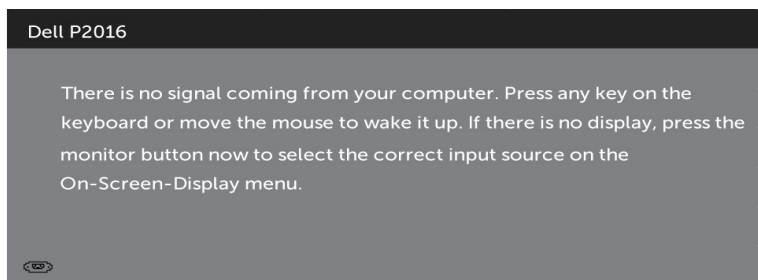 Dell P2016
There is no signal coming from your computer. Press any key on the
keyboard or move the mouse to wake it up. If there is no display, press the
monitor button now to select the correct input source on the
On-Screen-Display menu.